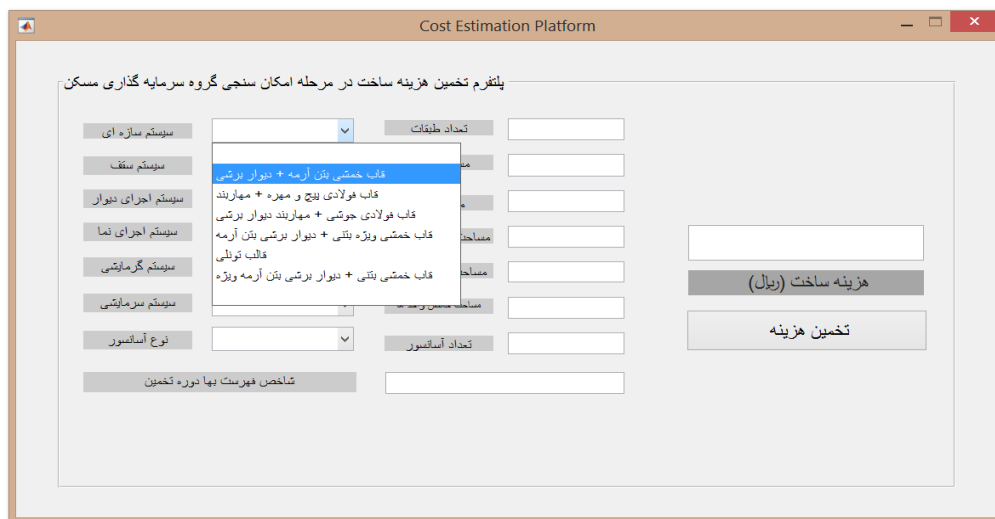 Cost Estimation Platform
پلتفرم تخمین هزینه ساخت در مرحله امکان سنجی گروه سرمایه گذاری مسکن
سیستم سازه ای
تعداد طبقات
سیستم سقف
سیستم اجرای دیوار
سیستم اجرای نما
سیستم گرمایشی
سیستم سرمایشی
نوع آسانسور
قاب خمشی بتن آرمه + دیوار برشی
قاب فولادی پیچ و مهره + مهاربند
قاب فولادی جوشی + مهاربند دیوار برشی
قاب خمشی ویژه بتنی + دیوار برشی بتن آرمه
قالب تونلی
قاب خمشی بتنی + دیوار برشی بتن آرمه ویژه
تعداد آسانسور
شاخص فهرست بها دوره تخمین
هزینه ساخت (ریال)
تخمین هزینه